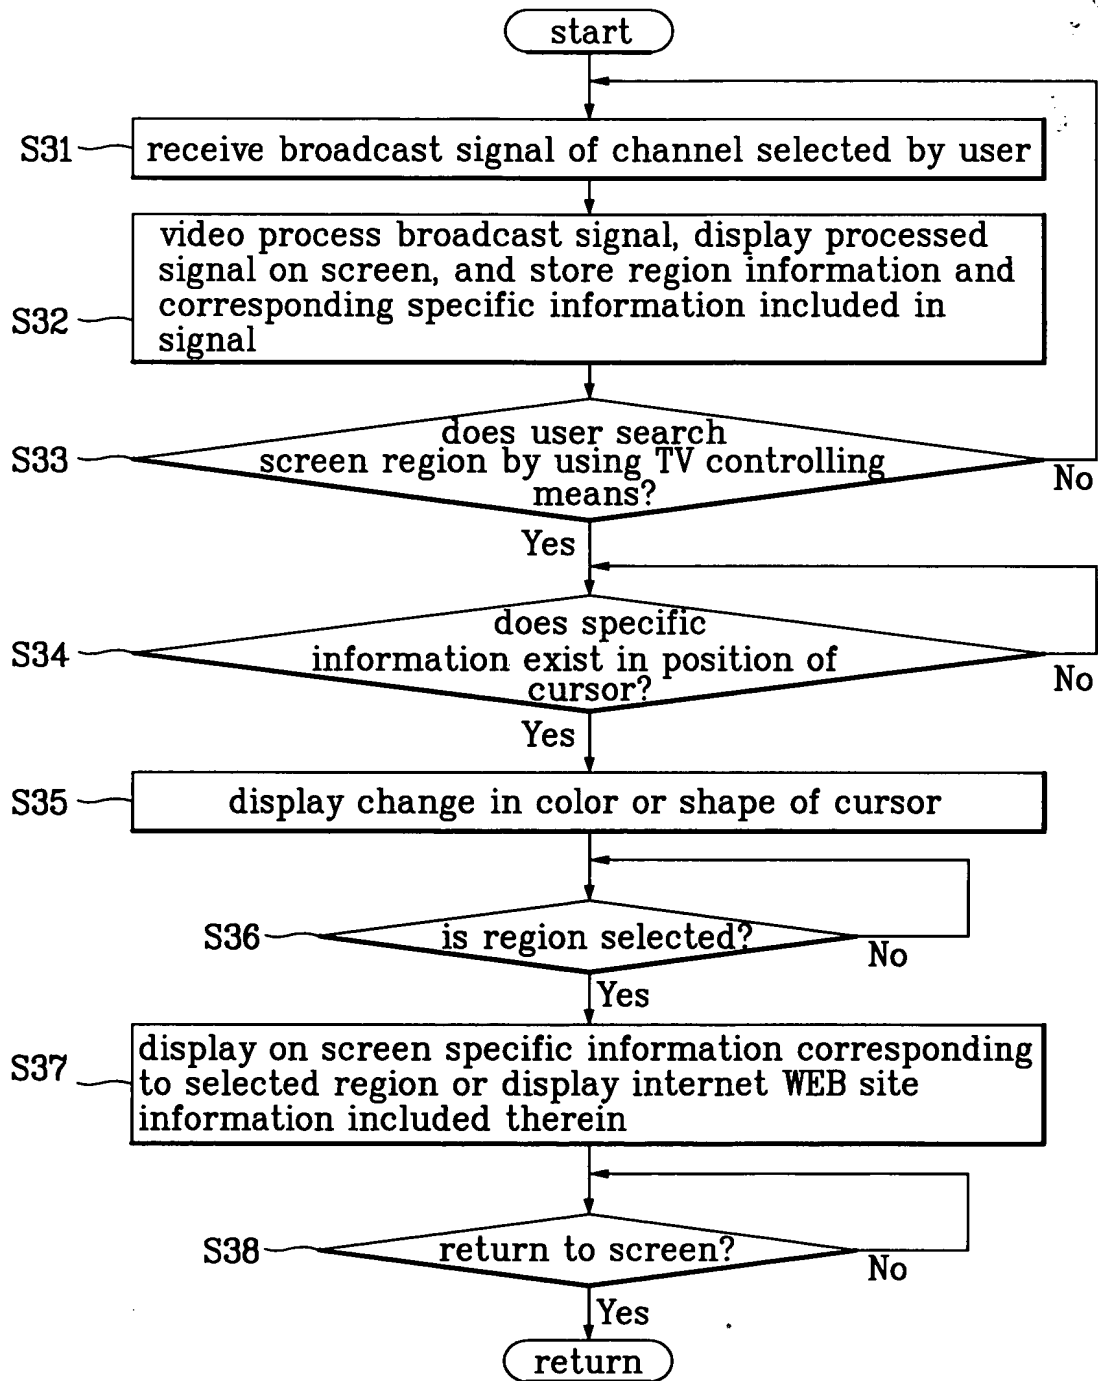 start
S31
receive broadcast signal of channel selected by user
S32
video process broadcast signal, display processed
signal on screen, and store region information and
corresponding specific information included in
signal
S33
does user search
screen region by using TV controlling
means?
No
Yes
S34
does specific
information exist in position of
cursor?
No
Yes
S35
display change in color or shape of cursor
S36
is region selected?
No
Yes
S37
display on screen specific information corresponding
to selected region or display internet WEB site
information included therein
S38
return to screen?
No
Yes
return